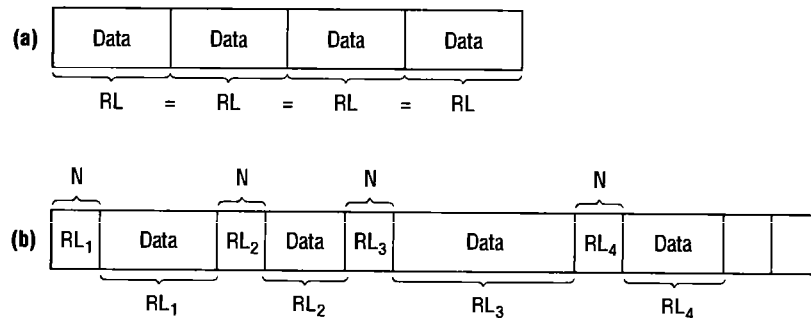 (a) Data Data Data Data
RL = RL = RL = RL
N N N N
(b) RL₁ Data RL₂ Data RL₃ Data RL₄ Data
RL₁ RL₂ RL₃ RL₄